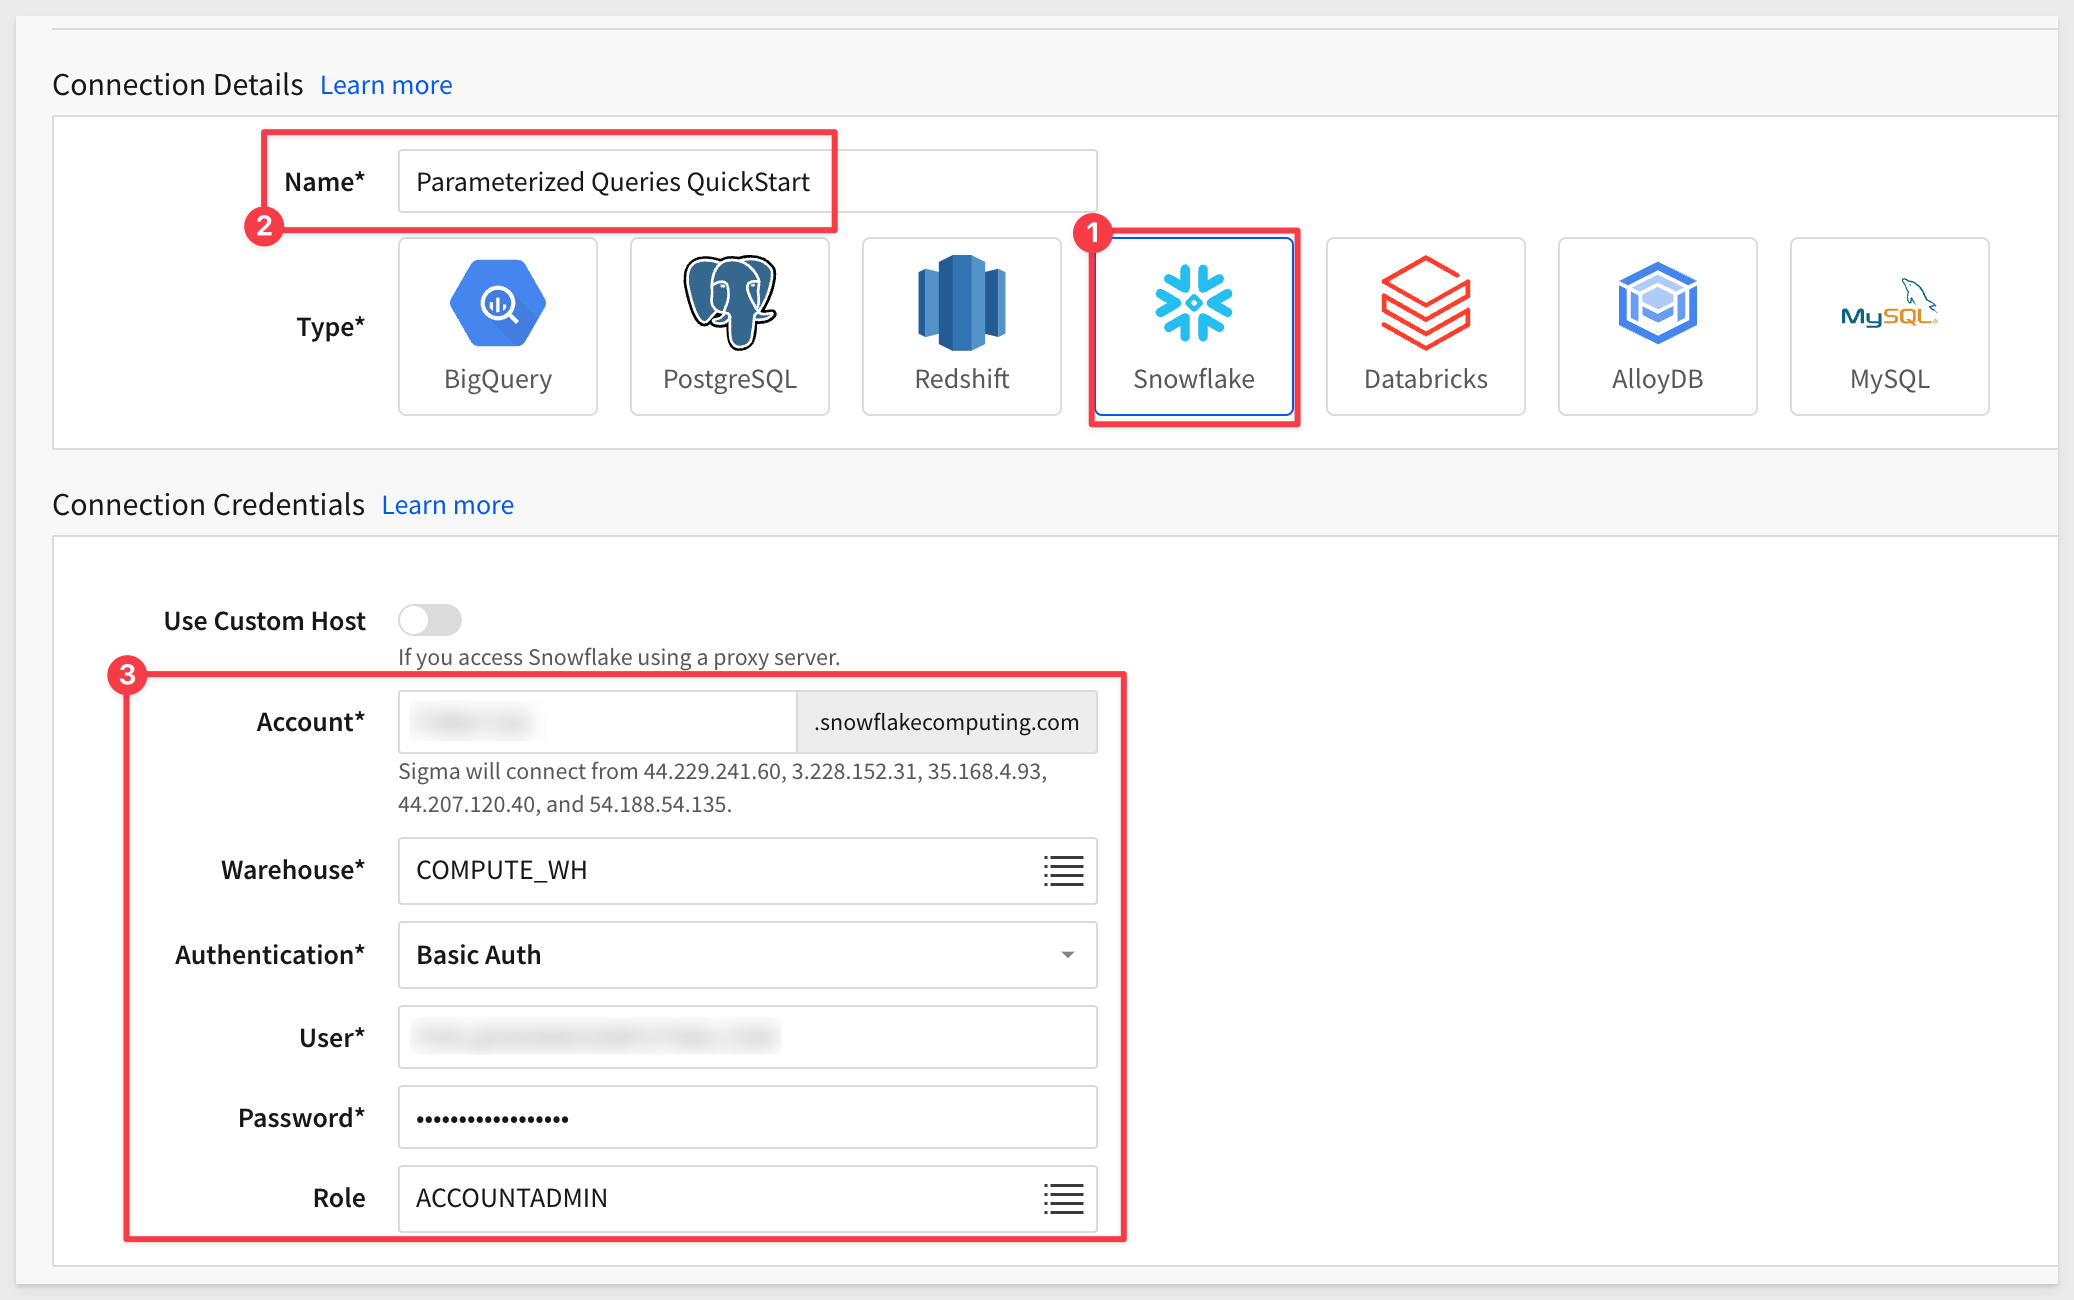 Connection Details Learn more
Name* Parameterized Queries QuickStart
2
1
Type*
BigQuery
PostgreSQL
Redshift
Snowflake
Databricks
AlloyDB
MySQL
MySQL
Connection Credentials Learn more
Use Custom Host
If you access Snowflake using a proxy server.
3
Account* .snowflakecomputing.com
Sigma will connect from 44.229.241.60, 3.228.152.31, 35.168.4.93,
44.207.120.40, and 54.188.54.135.
Warehouse* COMPUTE_WH
Authentication* Basic Auth
User*
Password* ••••••••••••••••••
Role ACCOUNTADMIN